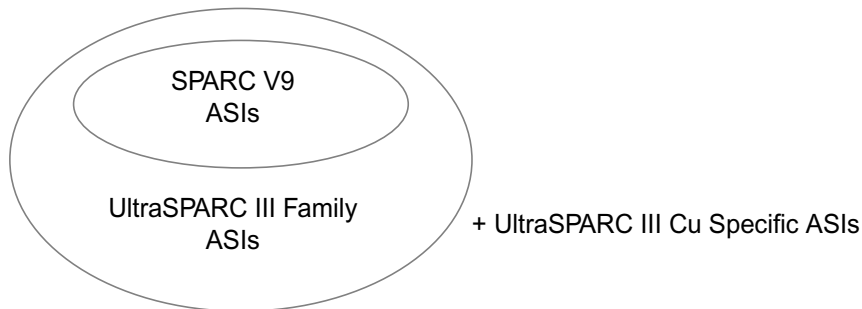 SPARC V9
ASIs
UltraSPARC III Family
ASIs
+ UltraSPARC III Cu Specific ASIs